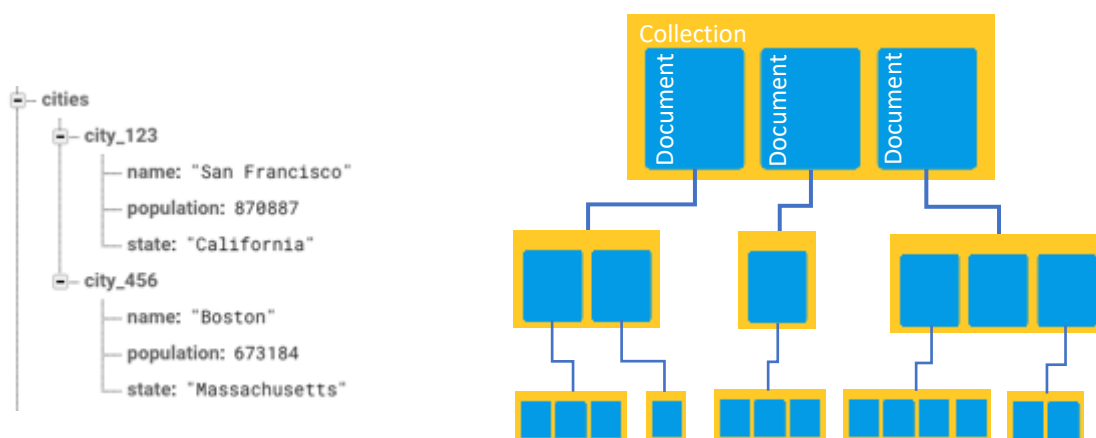 cities
city_123
name: "San Francisco"
population: 870887
state: "California"
city_456
name: "Boston"
population: 673184
state: "Massachusetts"
Collection
Document
Document
Document